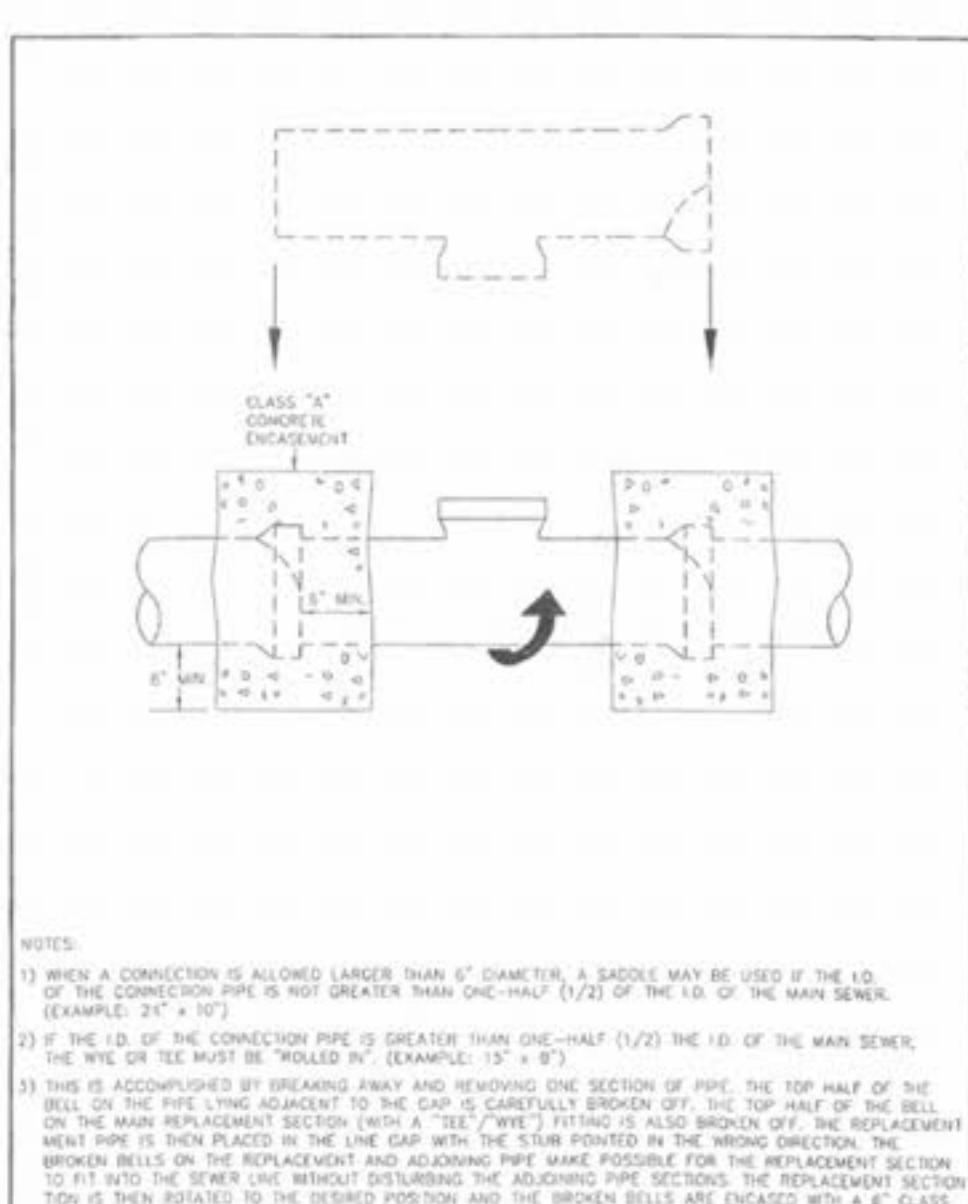 CLASS "A"
CONCRETE
ENCASEMENT
6" MIN.
6" MIN
NOTES:
1) WHEN A CONNECTION IS ALLOWED LARGER THAN 6" DIAMETER, A SADDLE MAY BE USED IF THE I.D.
OF THE CONNECTION PIPE IS NOT GREATER THAN ONE-HALF (1/2) OF THE I.D. OF THE MAIN SEWER.
(EXAMPLE: x 10")
2) IF THE I.D. OF THE CONNECTION PIPE IS GREATER THAN ONE-HALF (1/2) THE I.D. OF THE MAIN SEWER,
THE WYE OR TEE MUST BE "ROLLED IN". (EXAMPLE: 15" x 8")
3) THIS IS ACCOMPLISHED BY BREAKING AWAY AND REMOVING ONE SECTION OF PIPE. THE TOP HALF OF THE
BELL ON THE PIPE LYING ADJACENT TO THE GAP IS CAREFULLY BROKEN OFF. THE TOP HALF OF THE BELL
ON THE MAIN REPLACEMENT SECTION (WITH A "TEE"/"WYE") FITTING IS ALSO BROKEN OFF. THE REPLACEMENT
MENT PIPE IS THEN PLACED IN THE LINE GAP WITH THE STUB POINTED IN THE WRONG DIRECTION. THE
BROKEN BELLS ON THE REPLACEMENT AND ADJOINING PIPE MAKE POSSIBLE FOR THE REPLACEMENT SECTION
TO FIT INTO THE SEWER LINE WITHOUT DISTURBING THE ADJOINING PIPE SECTIONS. THE REPLACEMENT SECTION
TION IS THEN ROTATED TO THE DESIRED POSITION AND THE BROKEN BELLS ARE ENCASED WITH CLASS